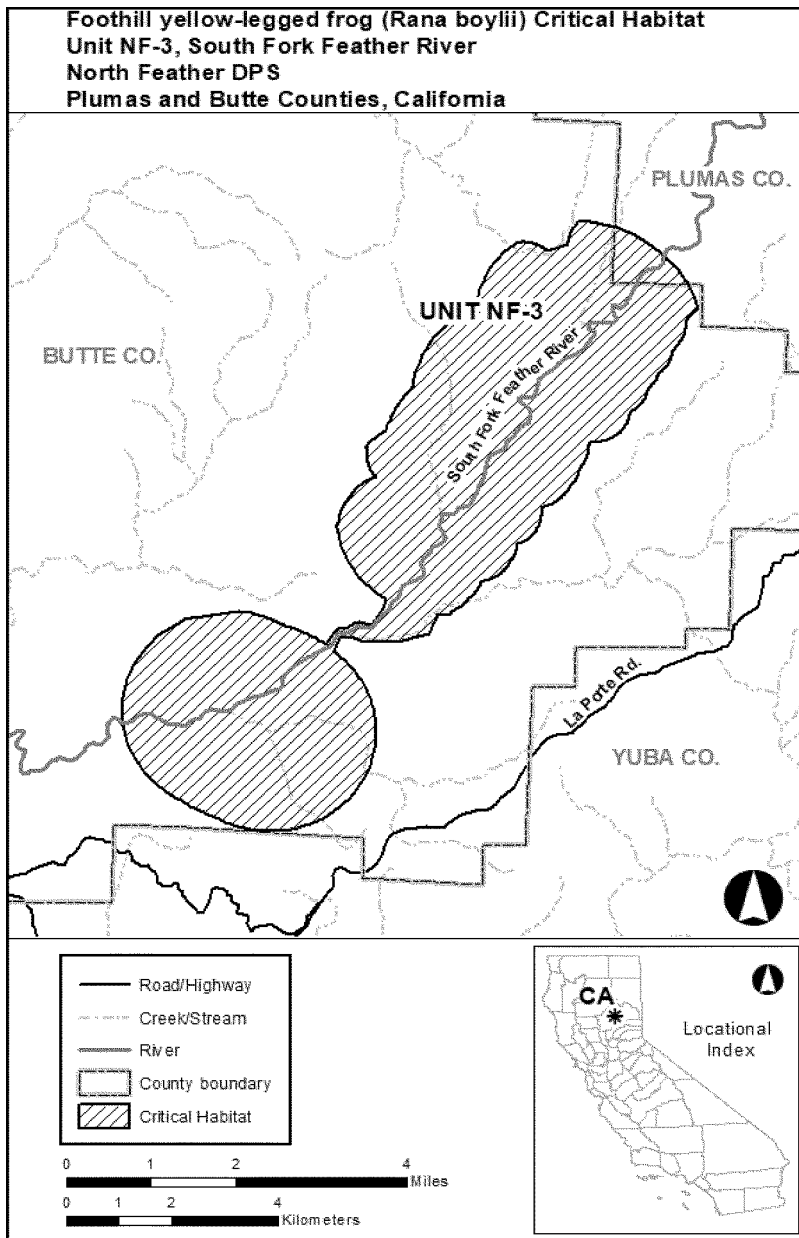 Foothill yellow-legged frog (Rana boylii) Critical Habitat
Unit NF-3, South Fork Feather River
North Feather DPS
Plumas and Butte Counties, California
PLUMAS CO.
UNIT NF-3
BUTTE CO.
South Fork Feather River
La Porte Rd.
YUBA CO.
Road/Highway
Creek/Stream
River
County boundary
Critical Habitat
0 1 2 4
Miles
0 1 2 4
Kilometers
CA
Locational
Index